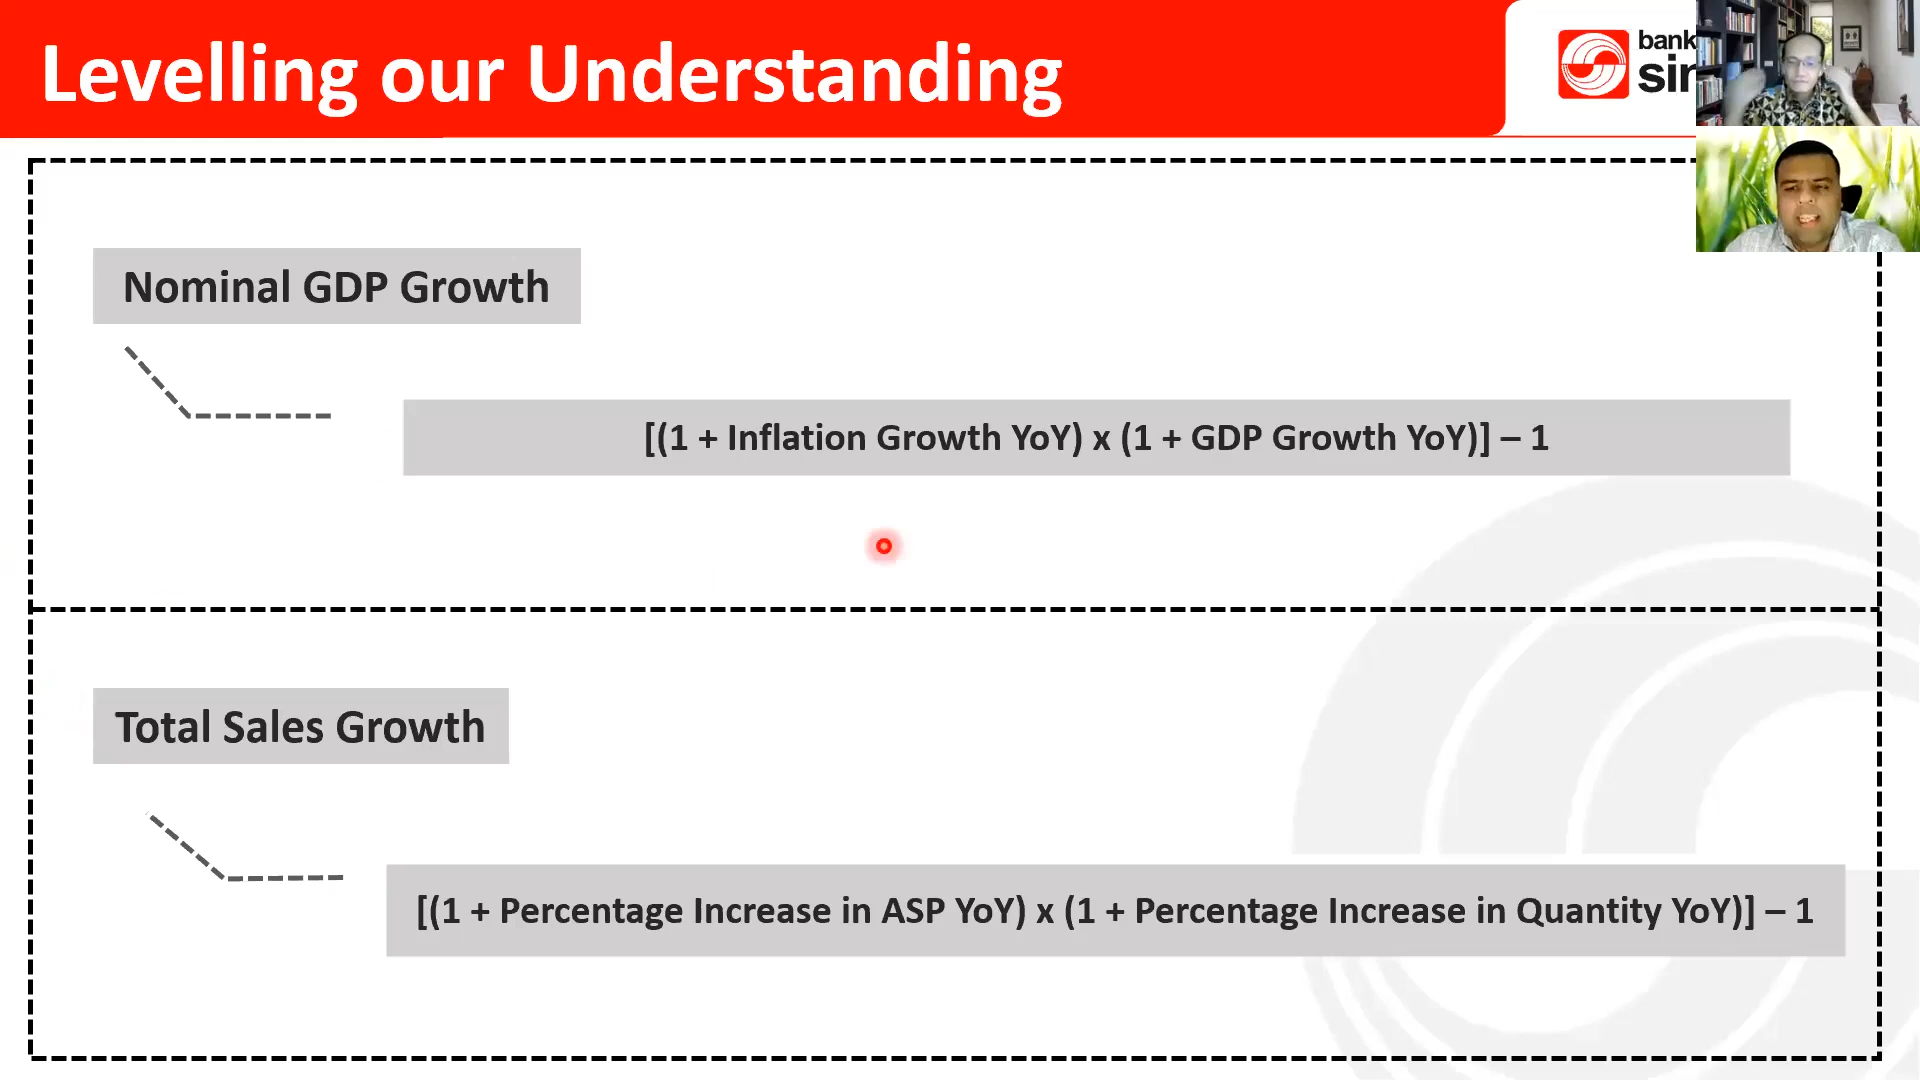 Levelling our Understanding
bank
Nominal GDP Growth
[(1 + Inflation Growth YoY) x (1 + GDP Growth YoY)] – 1
Total Sales Growth
[(1 + Percentage Increase in ASP YoY) x (1 + Percentage Increase in Quantity YoY)] – 1